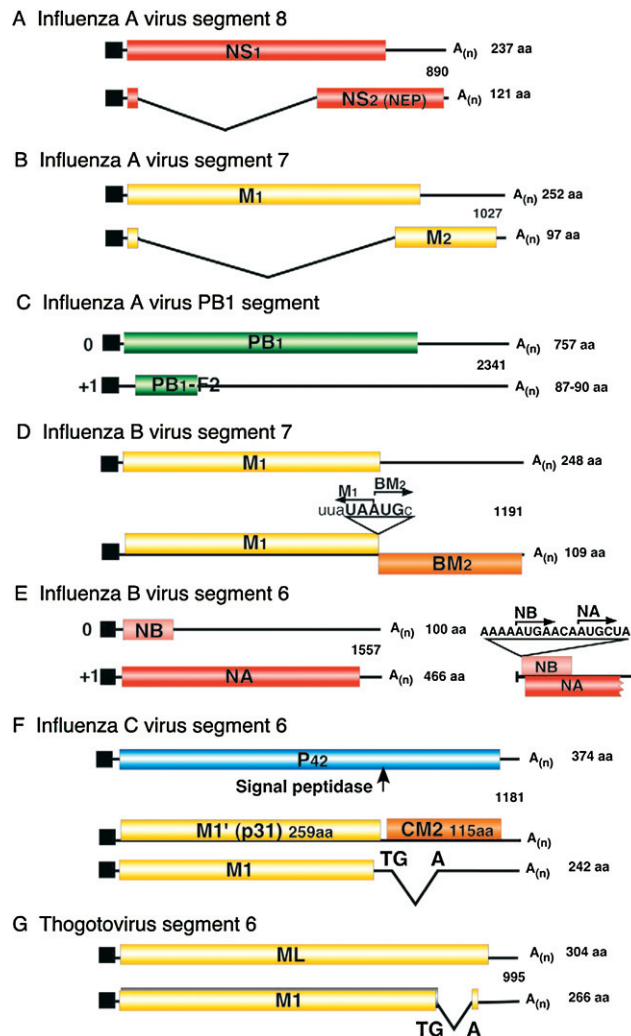 A Influenza A virus segment 8
NS1 A(n) 237 aa
890
NS2 (NEP) A(n) 121 aa
B Influenza A virus segment 7
M1 A(n) 252 aa
1027
M2 A(n) 97 aa
C Influenza A virus PB1 segment
0 PB1 A(n) 757 aa
2341
+1 PB1-F2 A(n) 87-90 aa
D Influenza B virus segment 7
M1 A(n) 248 aa
M1 BM2
uuaUAAUGc 1191
M1 A(n) 109 aa
BM2
E Influenza B virus segment 6
0 NB A(n) 100 aa
1557
+1 NA A(n) 466 aa
NB NA
AAAAAUGAACAAUGCUA
NB
NA
F Influenza C virus segment 6
P42 A(n) 374 aa
Signal peptidase
1181
M1' (p31) 259aa CM2 115aa A(n)
TG A
M1 A(n) 242 aa
G Thogotovirus segment 6
ML A(n) 304 aa
995
M1 A(n) 266 aa
TG A